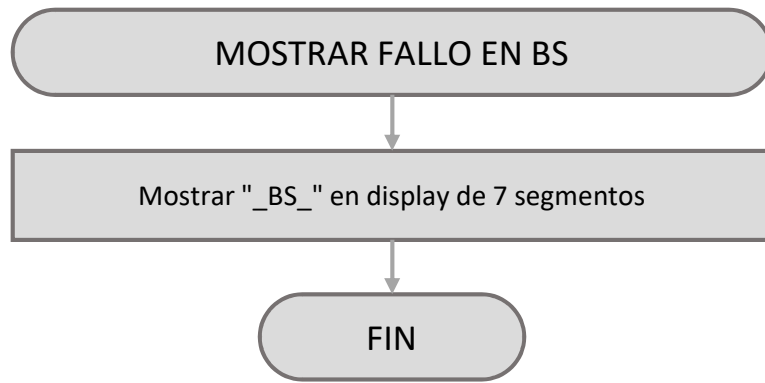 MOSTRAR FALLO EN BS
Mostrar "_BS_" en display de 7 segmentos
FIN